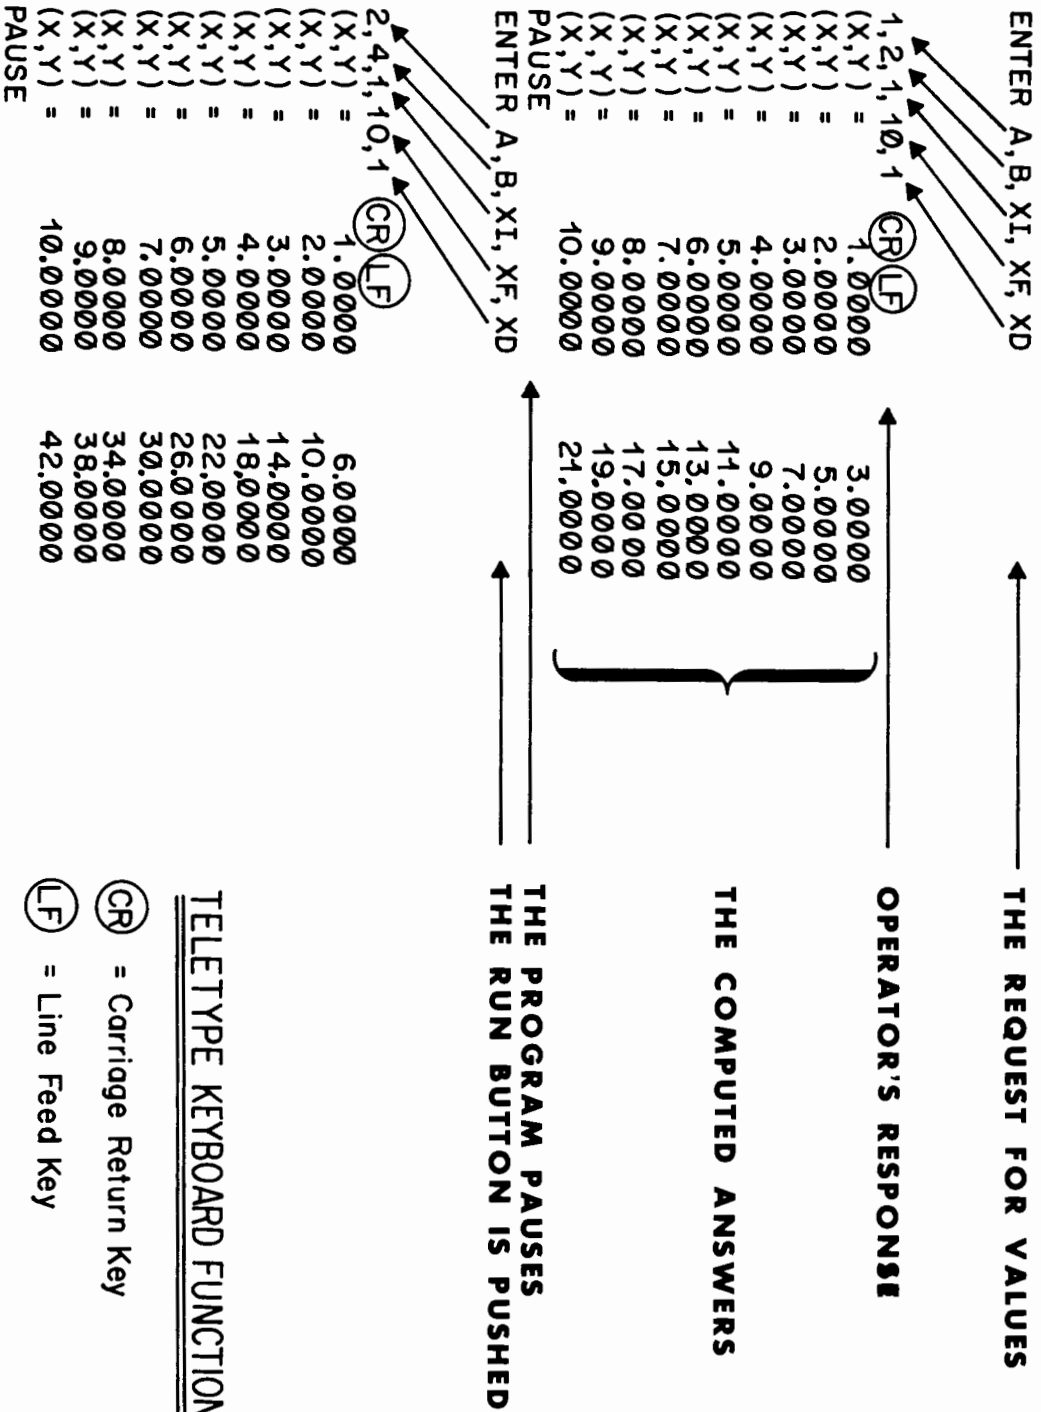 ENTER A,B,XI, XF, XD THE REQUEST FOR VALUES
1,2,1,10,1 CR LF OPERATOR'S RESPONSE
(X,Y) = 1.0000 3.0000
(X,Y) = 2.0000 5.0000
(X,Y) = 3.0000 7.0000
(X,Y) = 4.0000 9.0000
(X,Y) = 5.0000 11.0000 THE COMPUTED ANSWERS
(X,Y) = 6.0000 13.0000
(X,Y) = 7.0000 15.0000
(X,Y) = 8.0000 17.0000
(X,Y) = 9.0000 19.0000
(X,Y) = 10.0000 21.0000
PAUSE THE PROGRAM PAUSES
ENTER A,B,XI, XF, XD THE RUN BUTTON IS PUSHED
2,4,1,10,1 CR LF
(X,Y) = 1.0000 6.0000
(X,Y) = 2.0000 10.0000
(X,Y) = 3.0000 14.0000
(X,Y) = 4.0000 18.0000
(X,Y) = 5.0000 22.0000
(X,Y) = 6.0000 26.0000
(X,Y) = 7.0000 30.0000
(X,Y) = 8.0000 34.0000
(X,Y) = 9.0000 38.0000
(X,Y) = 10.0000 42.0000
PAUSE
TELETYPE KEYBOARD FUNCTION
CR = Carriage Return Key
LF = Line Feed Key